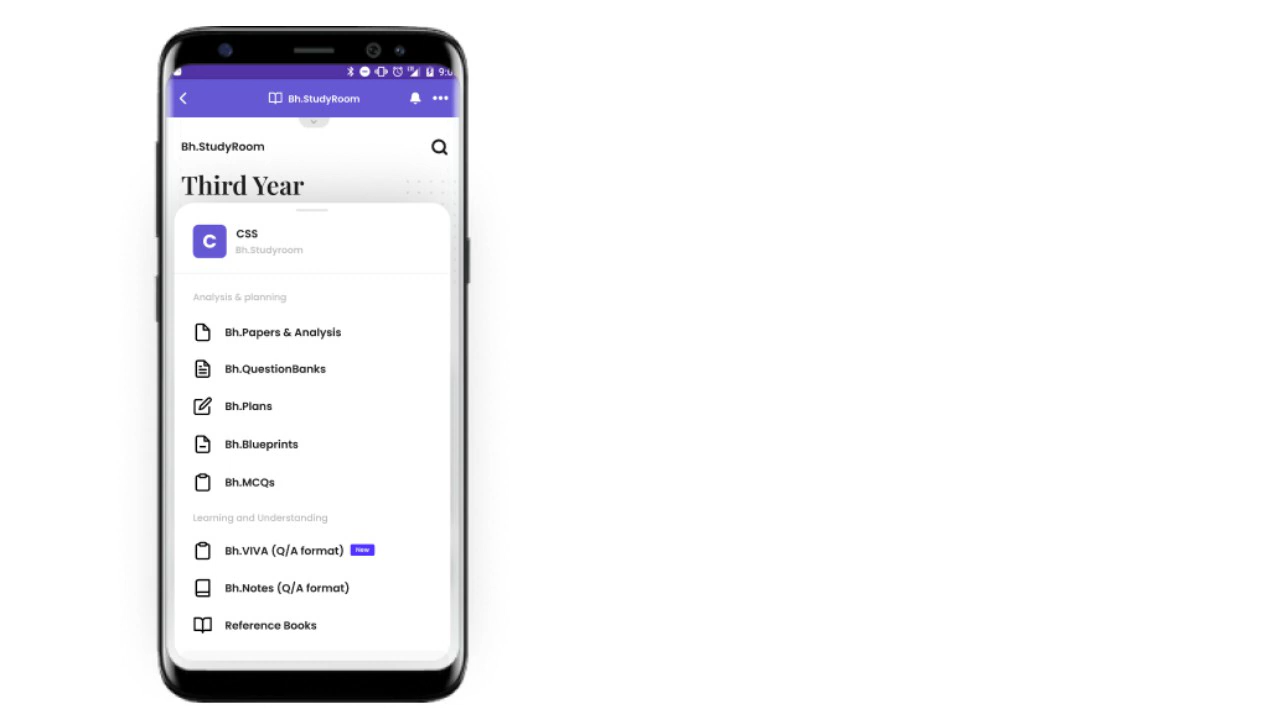 Bh.StudyRoom
Bh.StudyRoom
Third Year
C
CSS
Bh.Studyroom
Analysis & planning
Bh.Papers & Analysis
Bh.QuestionBanks
Bh.Plans
Bh.Blueprints
Bh.MCQs
Learning and Understanding
Bh.VIVA (Q/A format) New
Bh.Notes (Q/A format)
Reference Books